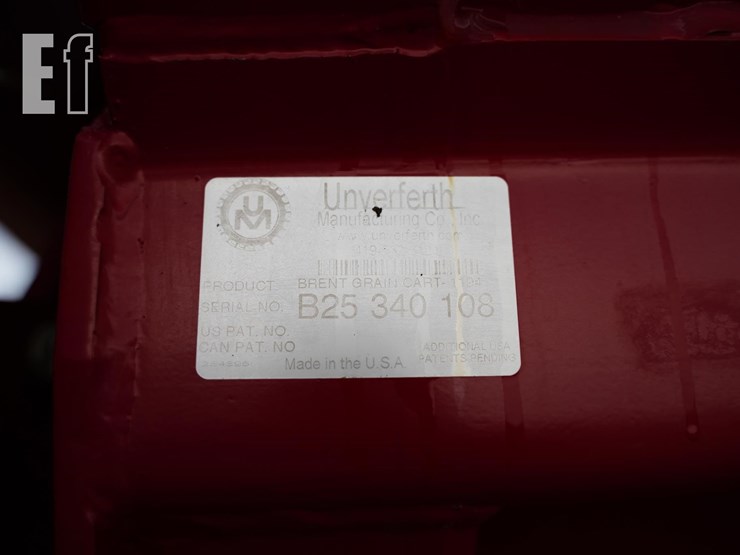 Ef
UM
Unverferth
Manufacturing Co., Inc.
PRODUCT: BRENT GRAIN CART-
SERIAL NO: B25 340 108
US PAT. NO.
CAN PAT. NO
ADDITIONAL USA
PATENTS PENDING
Made in the U.S.A.